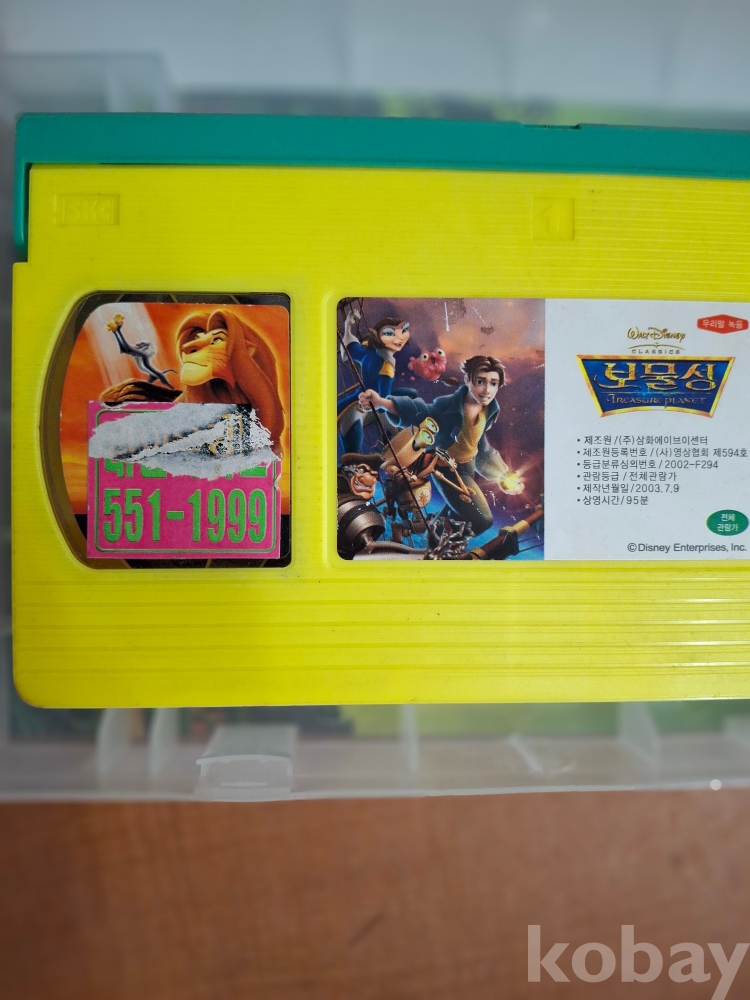 SKC
1
551-1999
우리말 녹음
WALT DISNEY
CLASSICS
보물성
TREASURE PLANET
• 제조원/(주)상화에이브이센터
• 제조원등록번호/(사)영상협회 제594호
• 등급분류심의번호/2002-F294
• 관람등급/전체관람가
• 제작년월일/2003.7.9
• 상영시간/95분
전체
관람가
©Disney Enterprises, Inc.
kobay